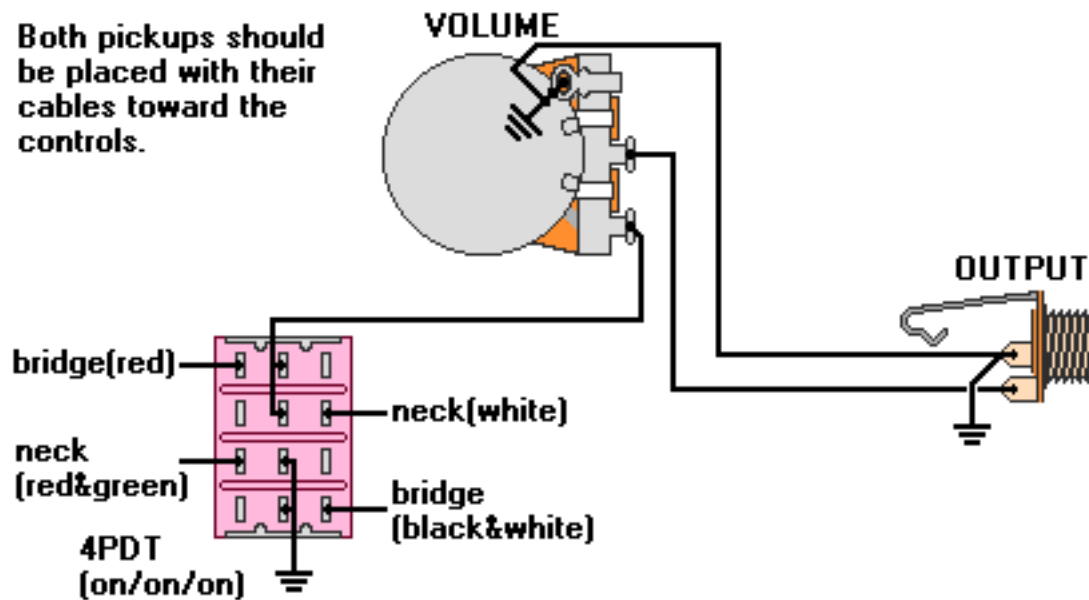 Both pickups should
be placed with their
cables toward the
controls.
VOLUME
OUTPUT
bridge(red)
neck(white)
neck
(red&green)
bridge
(black&white)
4PDT
(on/on/on)